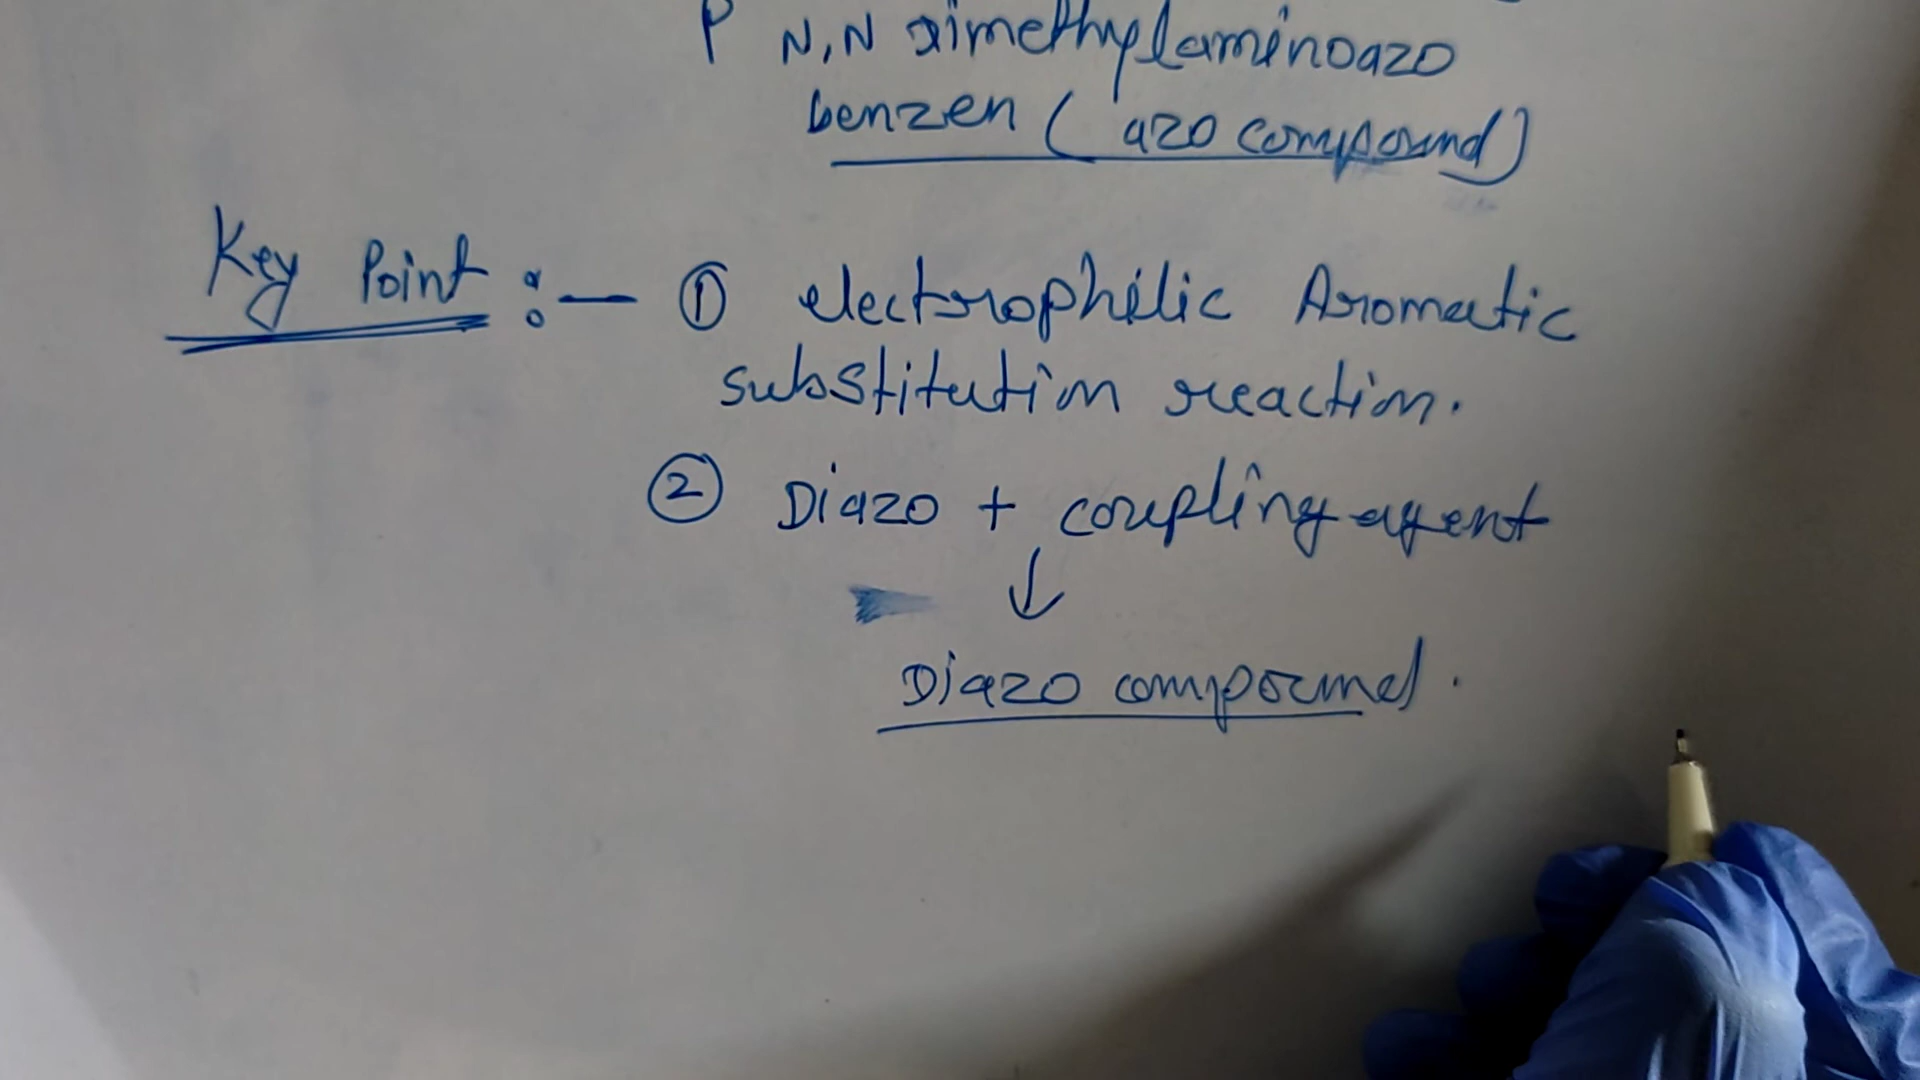 P N,N dimethylaminoazo
benzen ( azo compound)
Key Point :— ① electrophilic Aromatic
substitution reaction.
② Diazo + coupling agent
↓
Diazo compound.